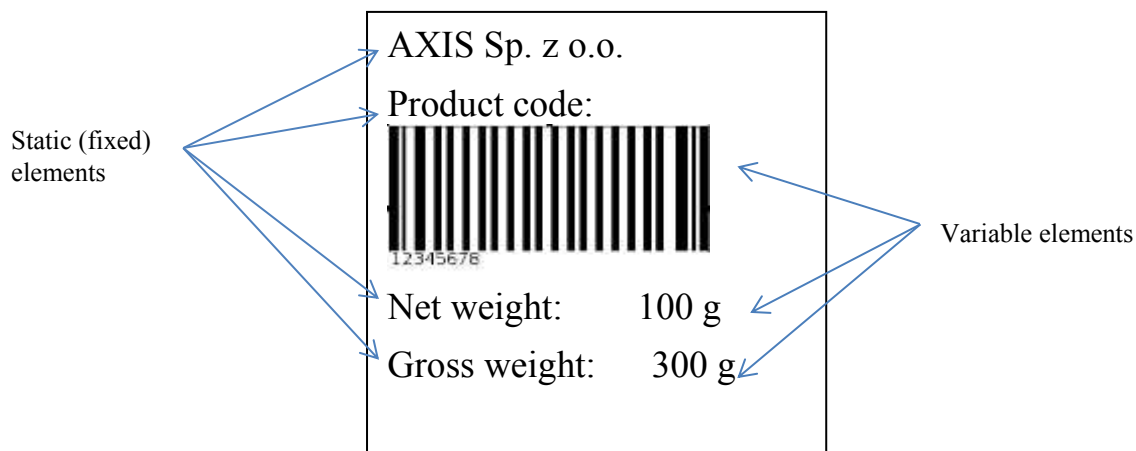 AXIS Sp. z o.o.
Product code:
Static (fixed)
elements
12345678
Variable elements
Net weight: 100 g
Gross weight: 300 g